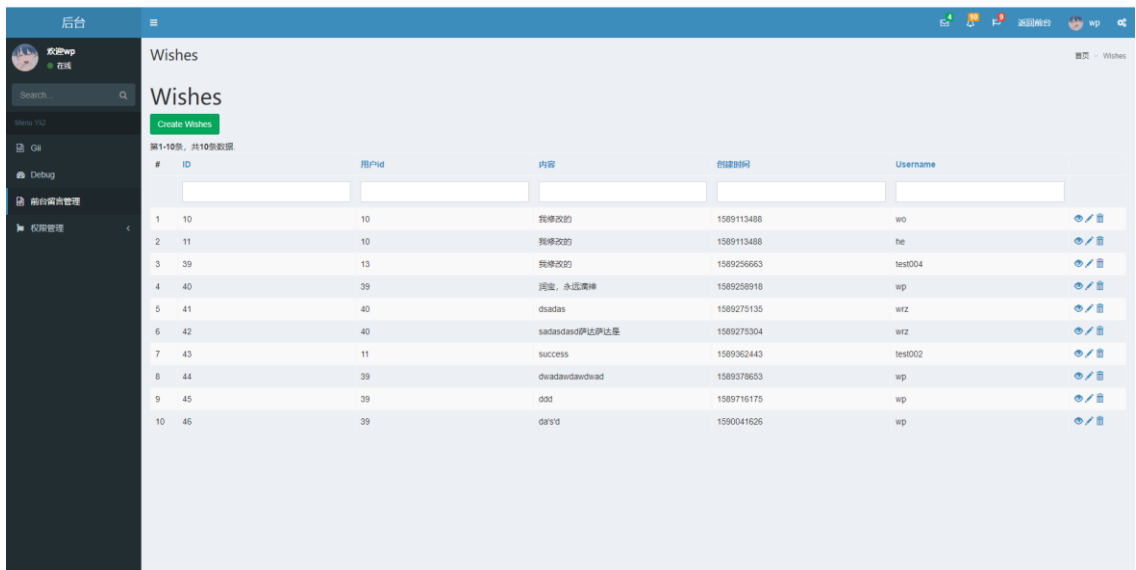 后台
4 10 9 返回前台 wp
欢迎wp
在线
Wishes
首页 > Wishes
Search...
Wishes
Menu Yii2
Create Wishes
Gii
第1-10条，共10条数据.
Debug
# ID 用户id 内容 创建时间 Username
前台留言管理
权限管理
1 10 10 我修改的 1589113488 wo
2 11 10 我修改的 1589113488 he
3 39 13 我修改的 1589256663 test004
4 40 39 润宝，永远滴神 1589258918 wp
5 41 40 dsadas 1589275135 wrz
6 42 40 sadasdasd萨达萨达是 1589275304 wrz
7 43 11 success 1589362443 test002
8 44 39 dwadawdawdwad 1589378653 wp
9 45 39 ddd 1589716175 wp
10 46 39 da's'd 1590041626 wp